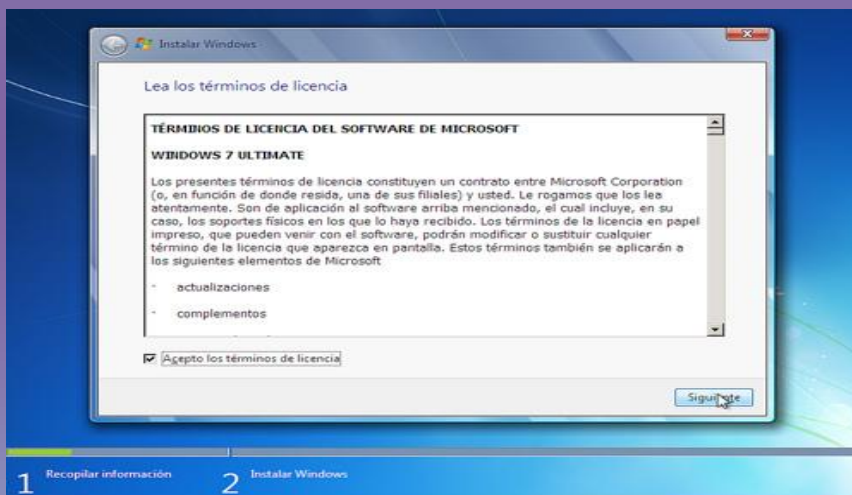 Instalar Windows
Lea los términos de licencia
TÉRMINOS DE LICENCIA DEL SOFTWARE DE MICROSOFT
WINDOWS 7 ULTIMATE
Los presentes términos de licencia constituyen un contrato entre Microsoft Corporation
(o, en función de donde resida, una de sus filiales) y usted. Le rogamos que los lea
atentamente. Son de aplicación al software arriba mencionado, el cual incluye, en su
caso, los soportes físicos en los que lo haya recibido. Los términos de la licencia en papel
impreso, que pueden venir con el software, podrán modificar o sustituir cualquier
término de la licencia que aparezca en pantalla. Estos términos también se aplicarán a
los siguientes elementos de Microsoft
- actualizaciones
- complementos
Acepto los términos de licencia
Siguiente
1 Recopilar información
2 Instalar Windows